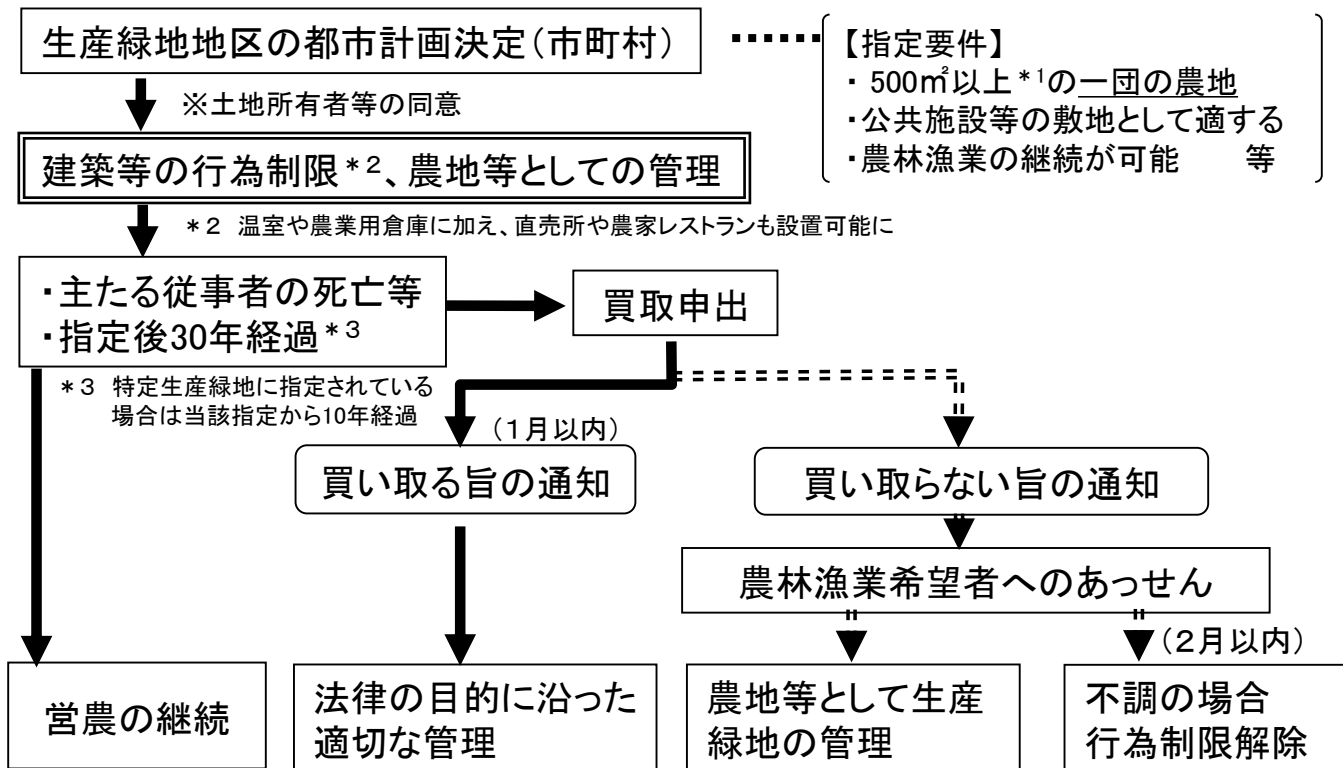 生産緑地地区の都市計画決定(市町村)
【指定要件】
・ 500㎡以上*1の一団の農地
・公共施設等の敷地として適する
・農林漁業の継続が可能　　等
※土地所有者等の同意
建築等の行為制限*2、農地等としての管理
*2　温室や農業用倉庫に加え、直売所や農家レストランも設置可能に
・主たる従事者の死亡等
・指定後30年経過*3
買取申出
*3　特定生産緑地に指定されている
場合は当該指定から10年経過
(1月以内)
買い取る旨の通知
買い取らない旨の通知
農林漁業希望者へのあっせん
(2月以内)
営農の継続
法律の目的に沿った
適切な管理
農地等として生産
緑地の管理
不調の場合
行為制限解除